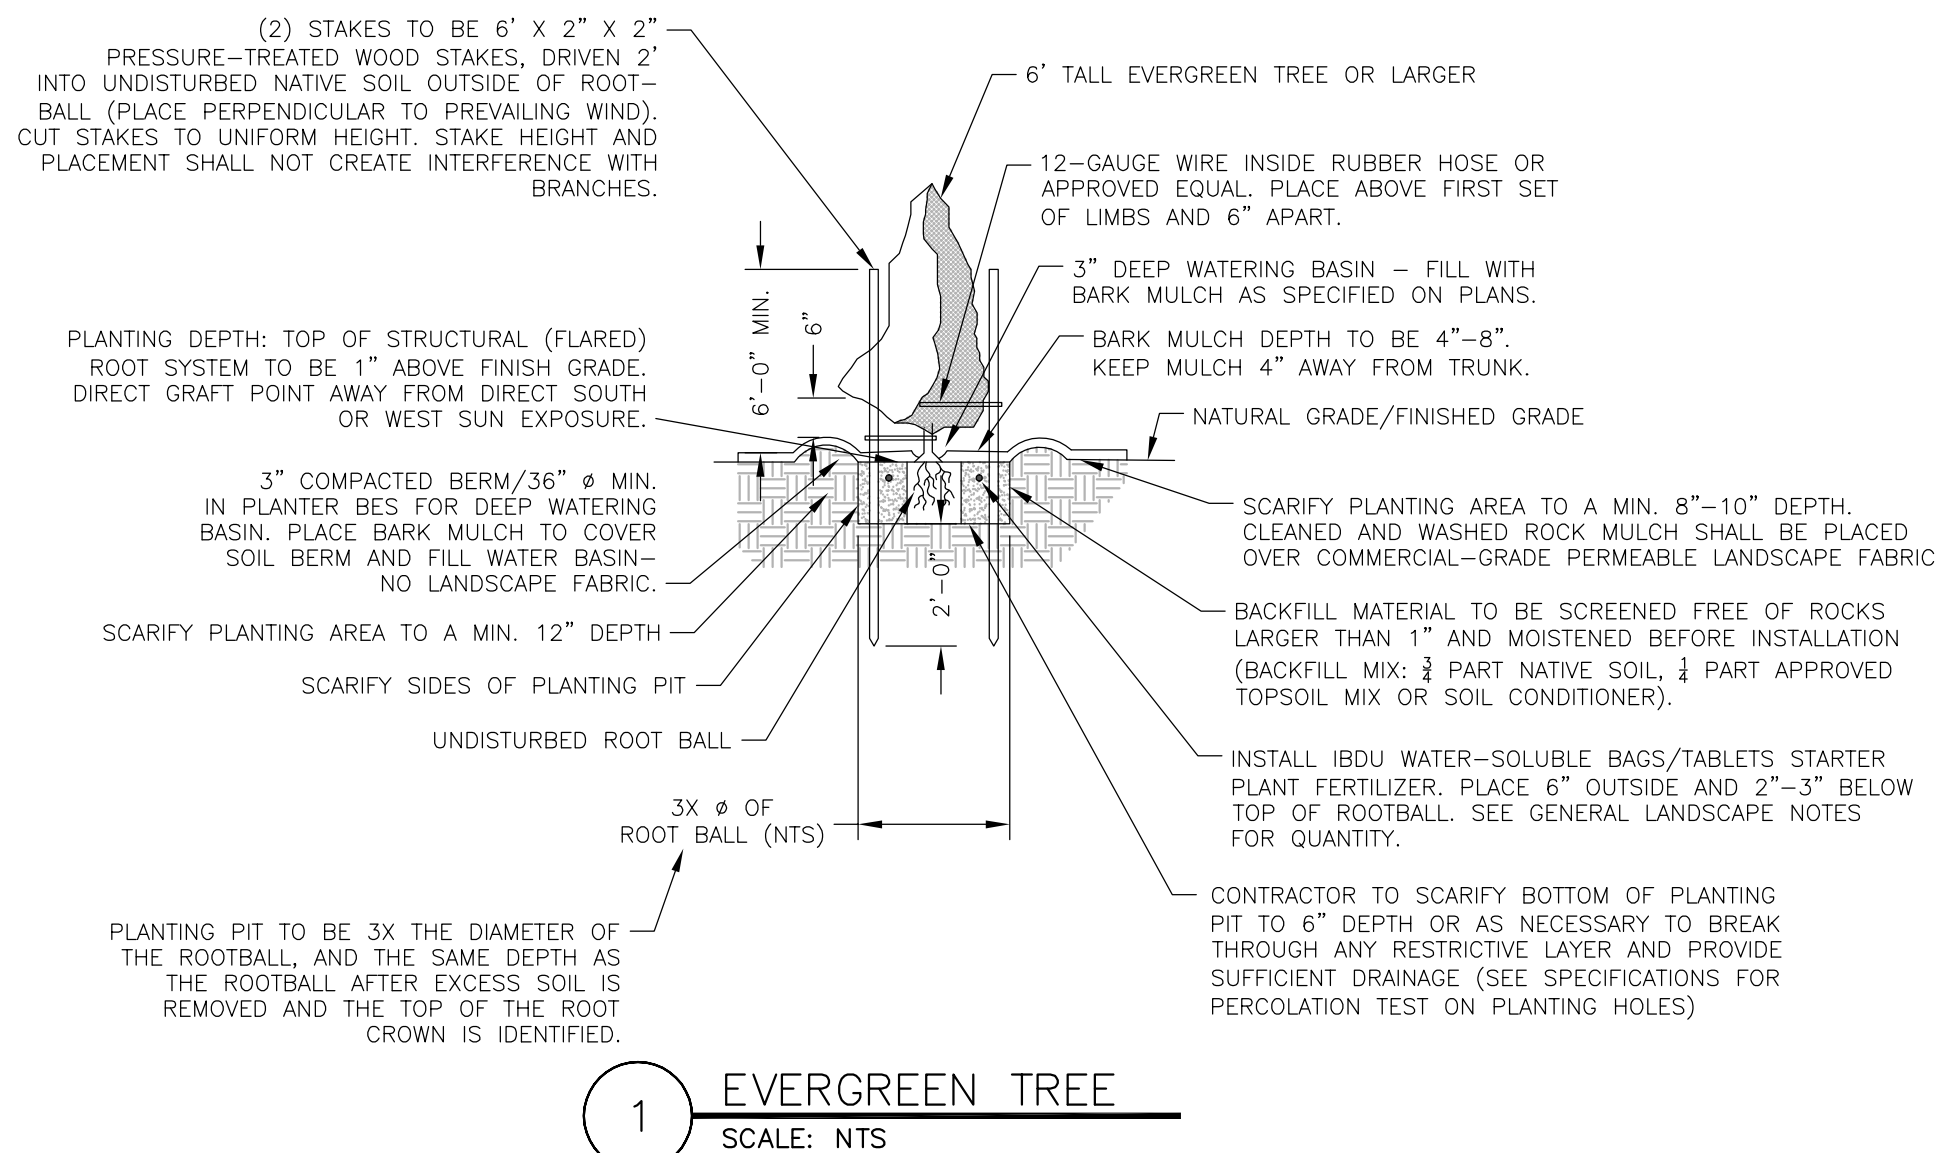 (2) STAKES TO BE 6' X 2" X 2"
PRESSURE-TREATED WOOD STAKES, DRIVEN 2'
INTO UNDISTURBED NATIVE SOIL OUTSIDE OF ROOT-
BALL (PLACE PERPENDICULAR TO PREVAILING WIND).
CUT STAKES TO UNIFORM HEIGHT. STAKE HEIGHT AND
PLACEMENT SHALL NOT CREATE INTERFERENCE WITH
BRANCHES.
6' TALL EVERGREEN TREE OR LARGER
12-GAUGE WIRE INSIDE RUBBER HOSE OR
APPROVED EQUAL. PLACE ABOVE FIRST SET
OF LIMBS AND 6" APART.
3" DEEP WATERING BASIN - FILL WITH
BARK MULCH AS SPECIFIED ON PLANS.
6'-0" MIN.
6"
PLANTING DEPTH: TOP OF STRUCTURAL (FLARED)
ROOT SYSTEM TO BE 1" ABOVE FINISH GRADE.
DIRECT GRAFT POINT AWAY FROM DIRECT SOUTH
OR WEST SUN EXPOSURE.
BARK MULCH DEPTH TO BE 4"-8".
KEEP MULCH 4" AWAY FROM TRUNK.
NATURAL GRADE/FINISHED GRADE
3" COMPACTED BERM/36" ø MIN.
IN PLANTER BES FOR DEEP WATERING
BASIN. PLACE BARK MULCH TO COVER
SOIL BERM AND FILL WATER BASIN-
NO LANDSCAPE FABRIC.
SCARIFY PLANTING AREA TO A MIN. 8"-10" DEPTH.
CLEANED AND WASHED ROCK MULCH SHALL BE PLACED
OVER COMMERCIAL-GRADE PERMEABLE LANDSCAPE FABRIC
2'-0"
SCARIFY PLANTING AREA TO A MIN. 12" DEPTH
BACKFILL MATERIAL TO BE SCREENED FREE OF ROCKS
LARGER THAN 1" AND MOISTENED BEFORE INSTALLATION
(BACKFILL MIX: ¾ PART NATIVE SOIL, ¼ PART APPROVED
TOPSOIL MIX OR SOIL CONDITIONER).
SCARIFY SIDES OF PLANTING PIT
UNDISTURBED ROOT BALL
INSTALL IBDU WATER-SOLUBLE BAGS/TABLETS STARTER
PLANT FERTILIZER. PLACE 6" OUTSIDE AND 2"-3" BELOW
TOP OF ROOTBALL. SEE GENERAL LANDSCAPE NOTES
FOR QUANTITY.
3X ø OF
ROOT BALL (NTS)
CONTRACTOR TO SCARIFY BOTTOM OF PLANTING
PIT TO 6" DEPTH OR AS NECESSARY TO BREAK
THROUGH ANY RESTRICTIVE LAYER AND PROVIDE
SUFFICIENT DRAINAGE (SEE SPECIFICATIONS FOR
PERCOLATION TEST ON PLANTING HOLES)
PLANTING PIT TO BE 3X THE DIAMETER OF
THE ROOTBALL, AND THE SAME DEPTH AS
THE ROOTBALL AFTER EXCESS SOIL IS
REMOVED AND THE TOP OF THE ROOT
CROWN IS IDENTIFIED.
1
EVERGREEN TREE
SCALE: NTS